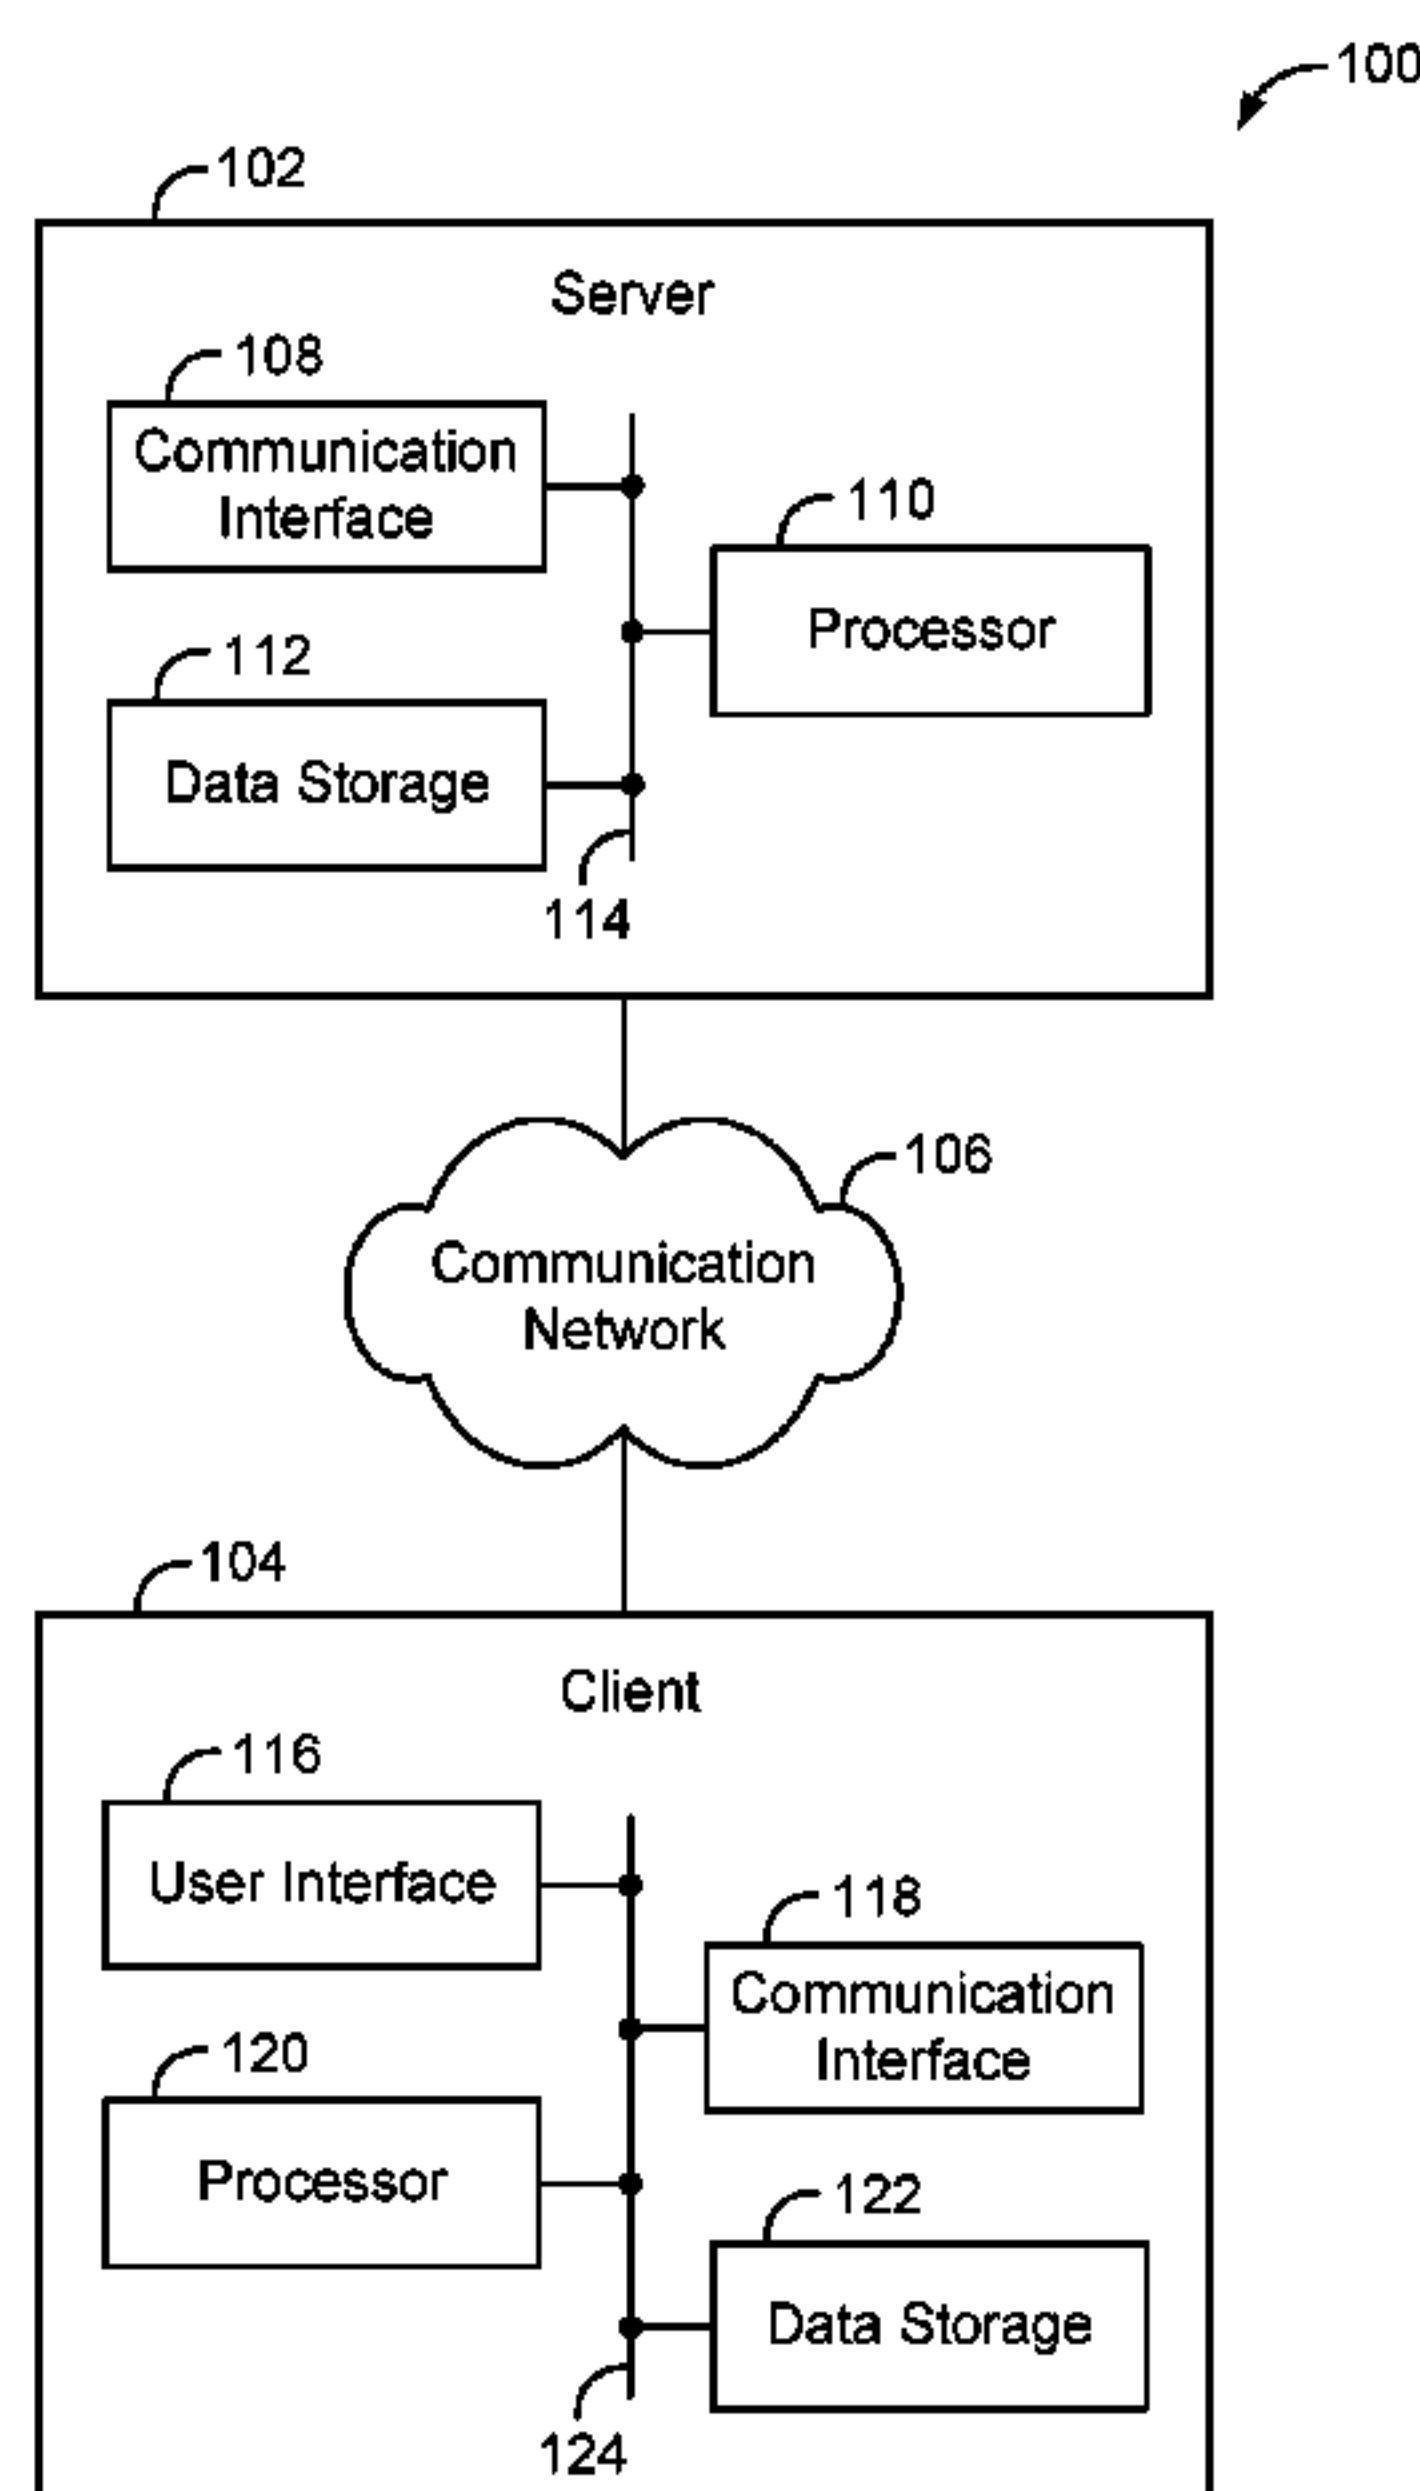 100
102
Server
108
Communication
Interface
110
Processor
112
Data Storage
114
106
Communication
Network
104
Client
116
User Interface
118
Communication
Interface
120
Processor
122
Data Storage
124